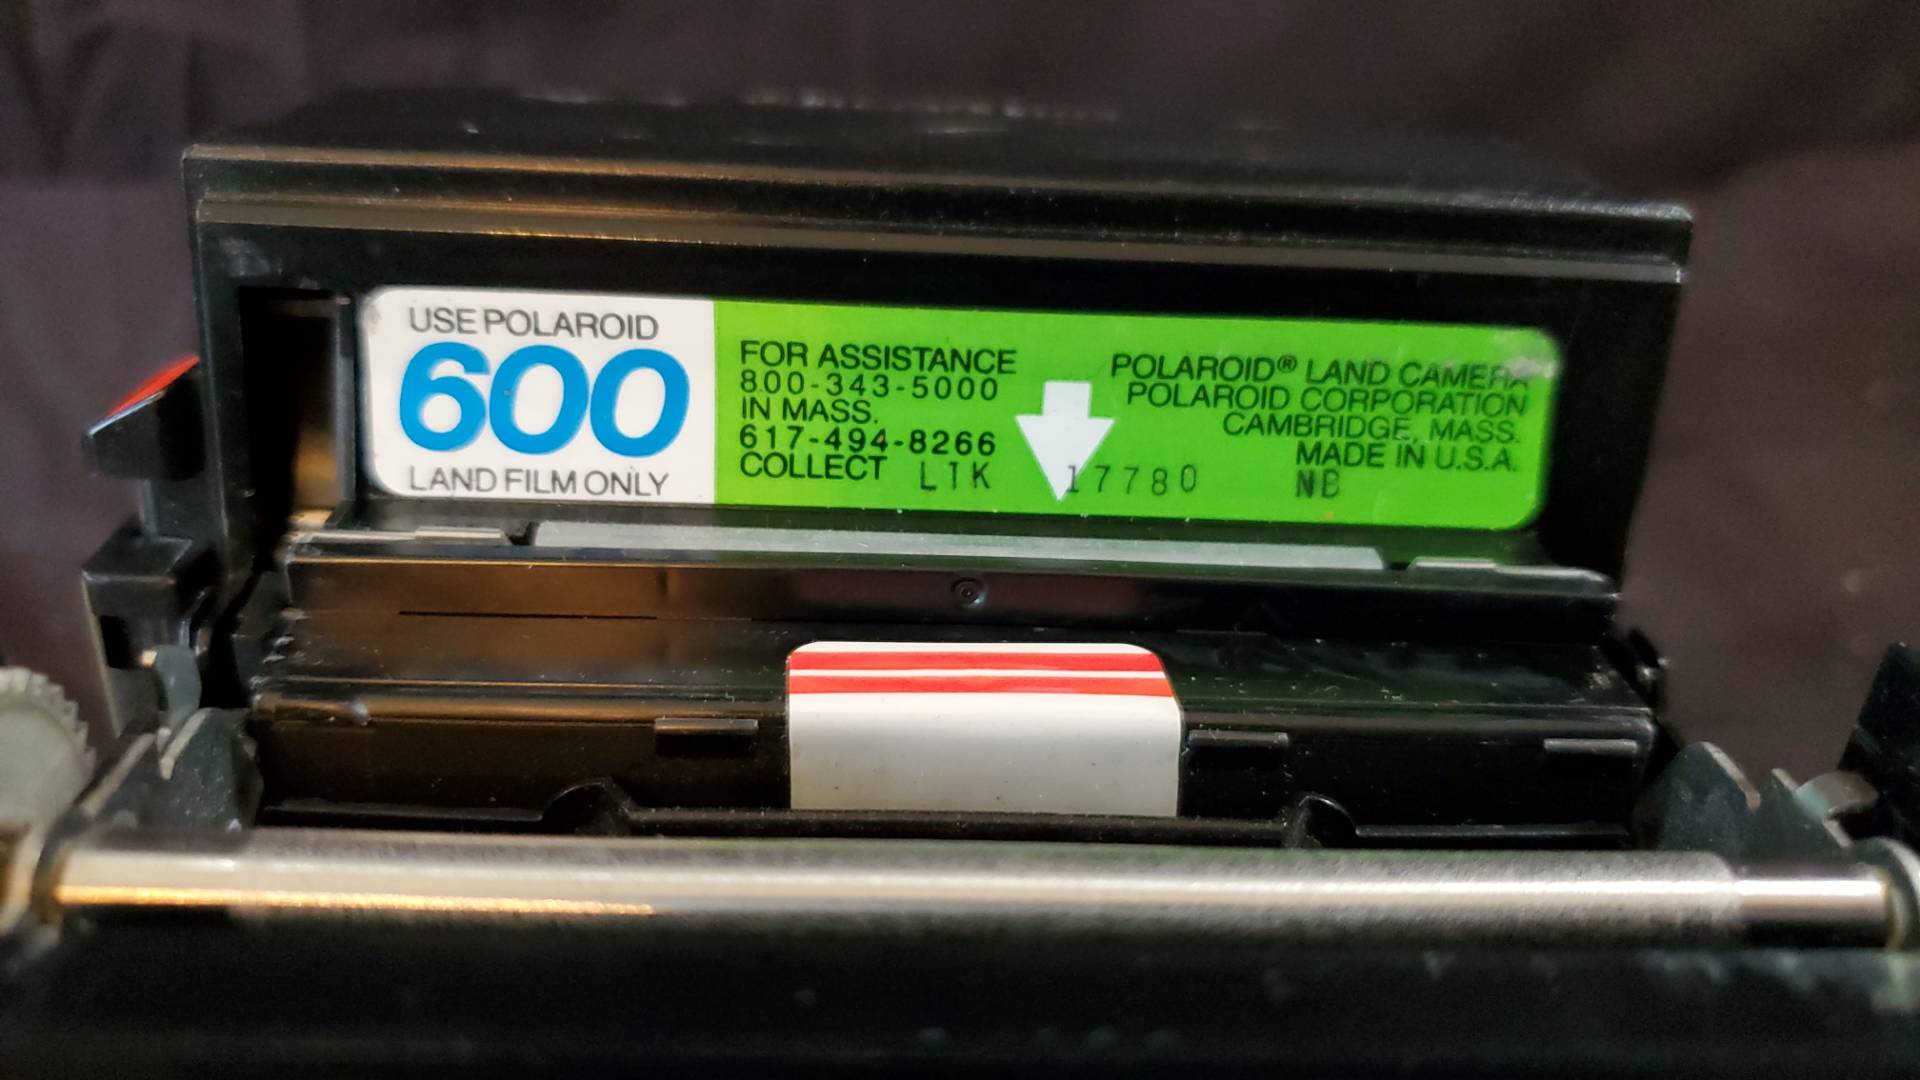 USE POLAROID
600
LAND FILM ONLY
FOR ASSISTANCE
800-343-5000
IN MASS.
617-494-8266
COLLECT
POLAROID® LAND CAMERA
POLAROID CORPORATION
CAMBRIDGE, MASS.
MADE IN U.S.A.
LIK 17780 NB